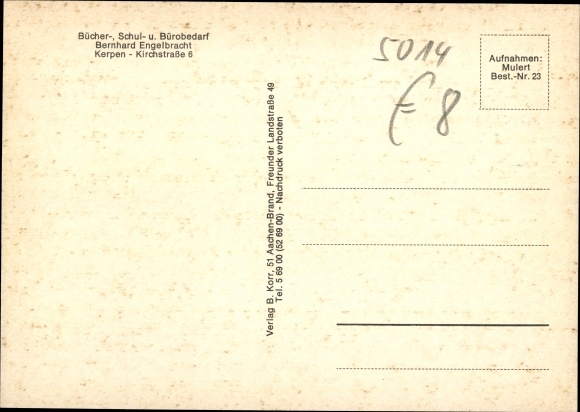 Bücher-, Schul- u. Bürobedarf
Bernhard Engelbracht
Kerpen - Kirchstraße 6
5014
€ 8
Aufnahmen:
Mulert
Best.-Nr. 23
Verlag B. Korr, 51 Aachen-Brand, Freunder Landstraße 49
Tel. 5 69 00 (52 69 00) - Nachdruck verboten